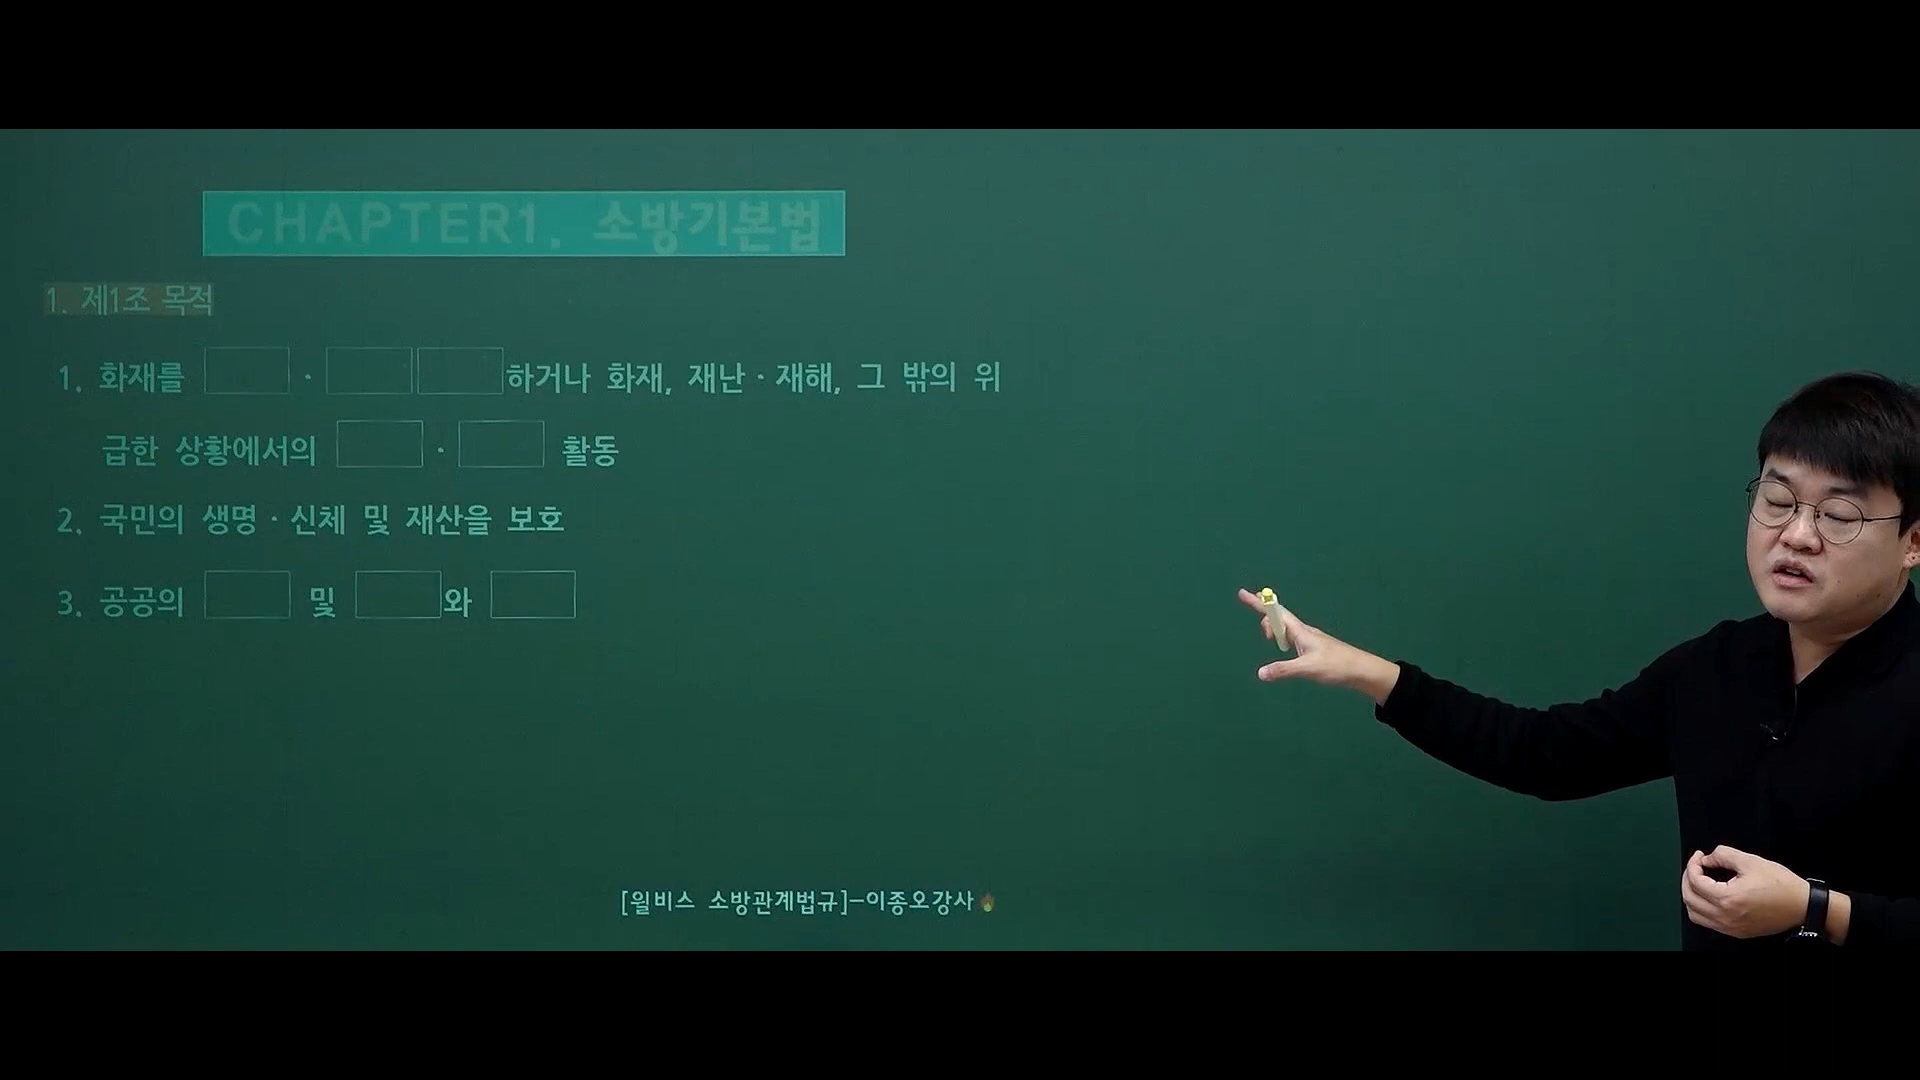 CHAPTER1. 소방기본법
1. 제1조 목적
1. 화재를 · 하거나 화재, 재난·재해, 그 밖의 위
급한 상황에서의 · 활동
2. 국민의 생명·신체 및 재산을 보호
3. 공공의 및 와
[윌비스 소방관계법규]-이종오강사